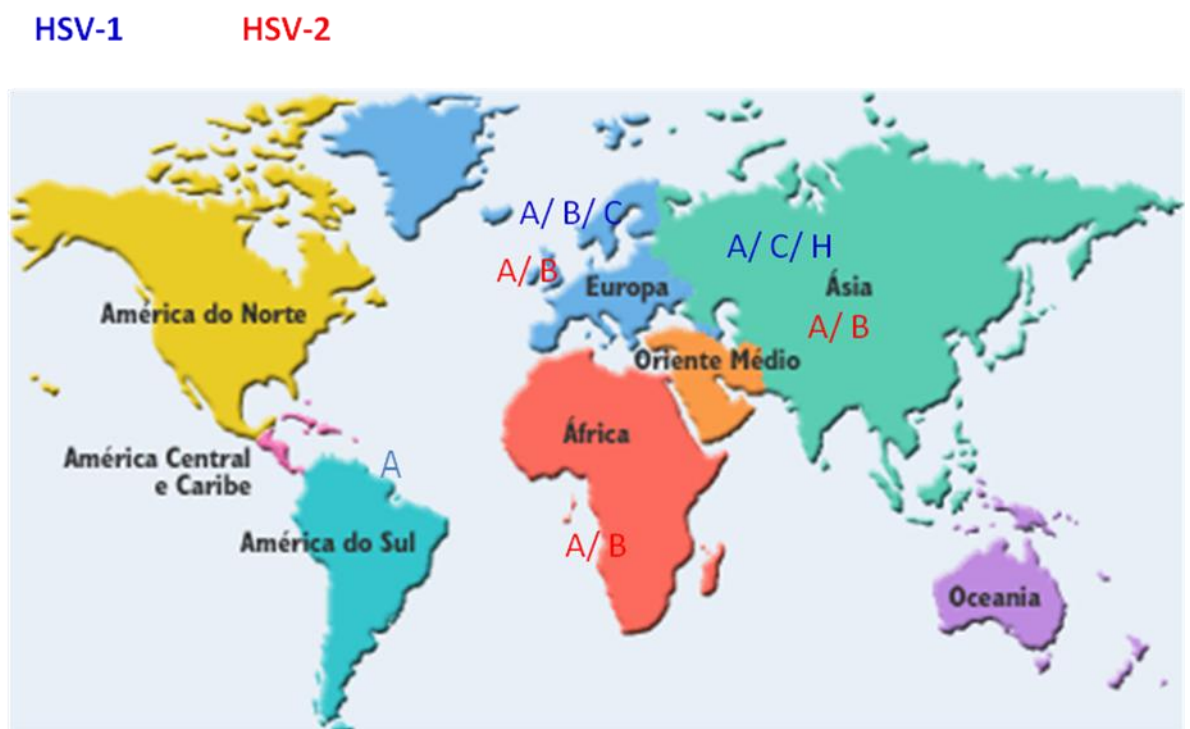 HSV-1 HSV-2
A/ B/ C
A/ C/ H
A/ B
Europa
Ásia
América do Norte
A/ B
Oriente Médio
África
América Central
e Caribe
A
América do Sul
A/ B
Oceania